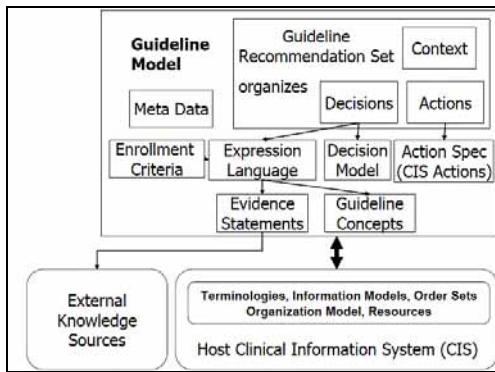 Guideline
Model
Guideline
Recommendation Set
organizes
Context
Decisions
Actions
Meta Data
Enrollment
Criteria
Expression
Language
Decision
Model
Action Spec
(CIS Actions)
Evidence
Statements
Guideline
Concepts
External
Knowledge
Sources
Terminologies, Information Models, Order Sets
Organization Model, Resources
Host Clinical Information System (CIS)